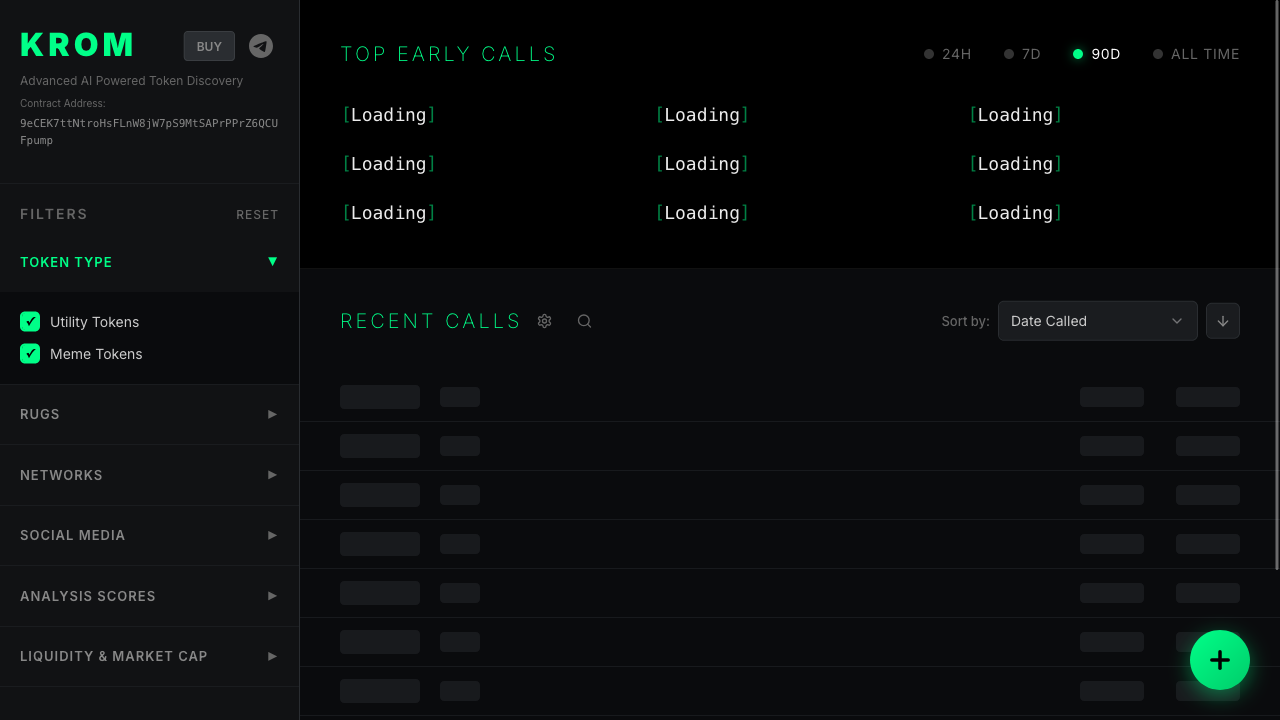 KROM
BUY
Advanced AI Powered Token Discovery
Contract Address:
9eCEK7ttNtroHsFLnW8jW7pS9MtSAPrPPrZ6QCU
Fpump
FILTERS
RESET
TOKEN TYPE
Utility Tokens
Meme Tokens
RUGS
NETWORKS
SOCIAL MEDIA
ANALYSIS SCORES
LIQUIDITY & MARKET CAP
TOP EARLY CALLS
24H
7D
90D
ALL TIME
[Loading] [Loading] [Loading]
[Loading] [Loading] [Loading]
[Loading] [Loading] [Loading]
RECENT CALLS
Sort by:
Date Called